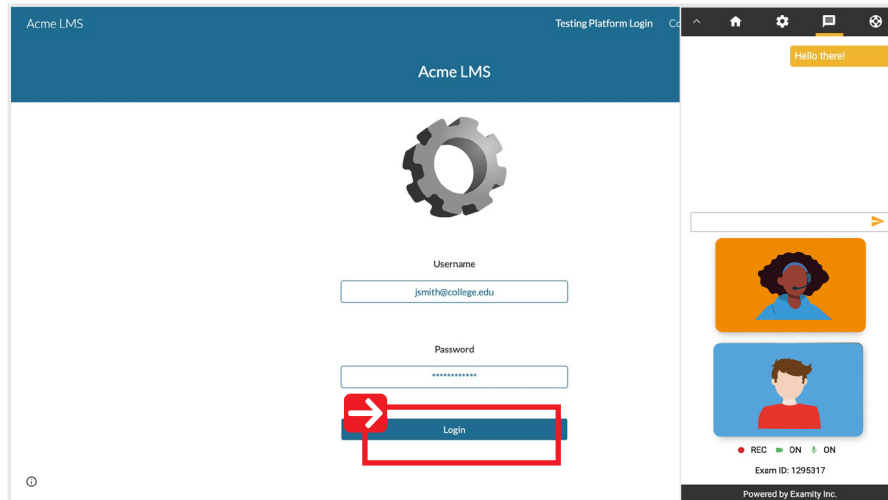 Acme LMS
Testing Platform Login
Hello there!
Acme LMS
Username
jsmith@college.edu
Password
************
Login
REC ON ON
Exam ID: 1295317
Powered by Examity Inc.